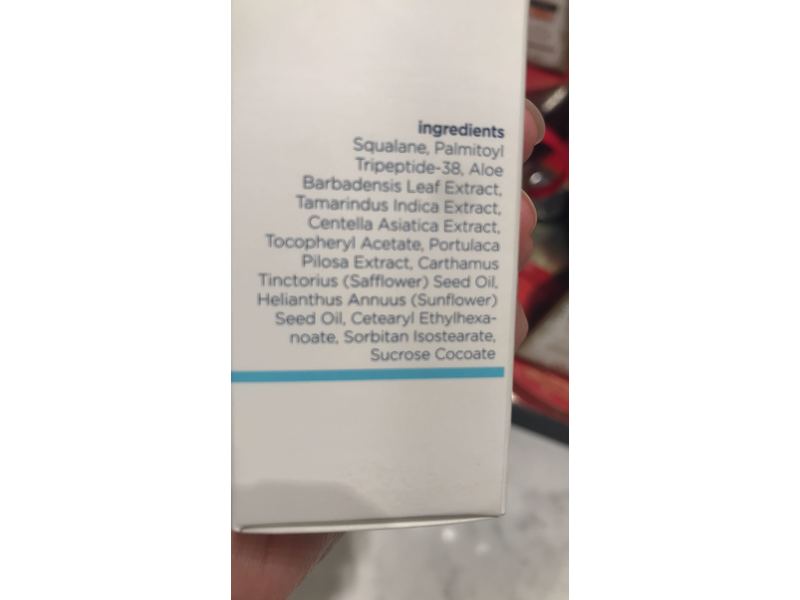 ingredients
Squalane, Palmitoyl
Tripeptide-38, Aloe
Barbadensis Leaf Extract,
Tamarindus Indica Extract,
Centella Asiatica Extract,
Tocopheryl Acetate, Portulaca
Pilosa Extract, Carthamus
Tinctorius (Safflower) Seed Oil,
Helianthus Annuus (Sunflower)
Seed Oil, Cetearyl Ethylhexa-
noate, Sorbitan Isostearate,
Sucrose Cocoate